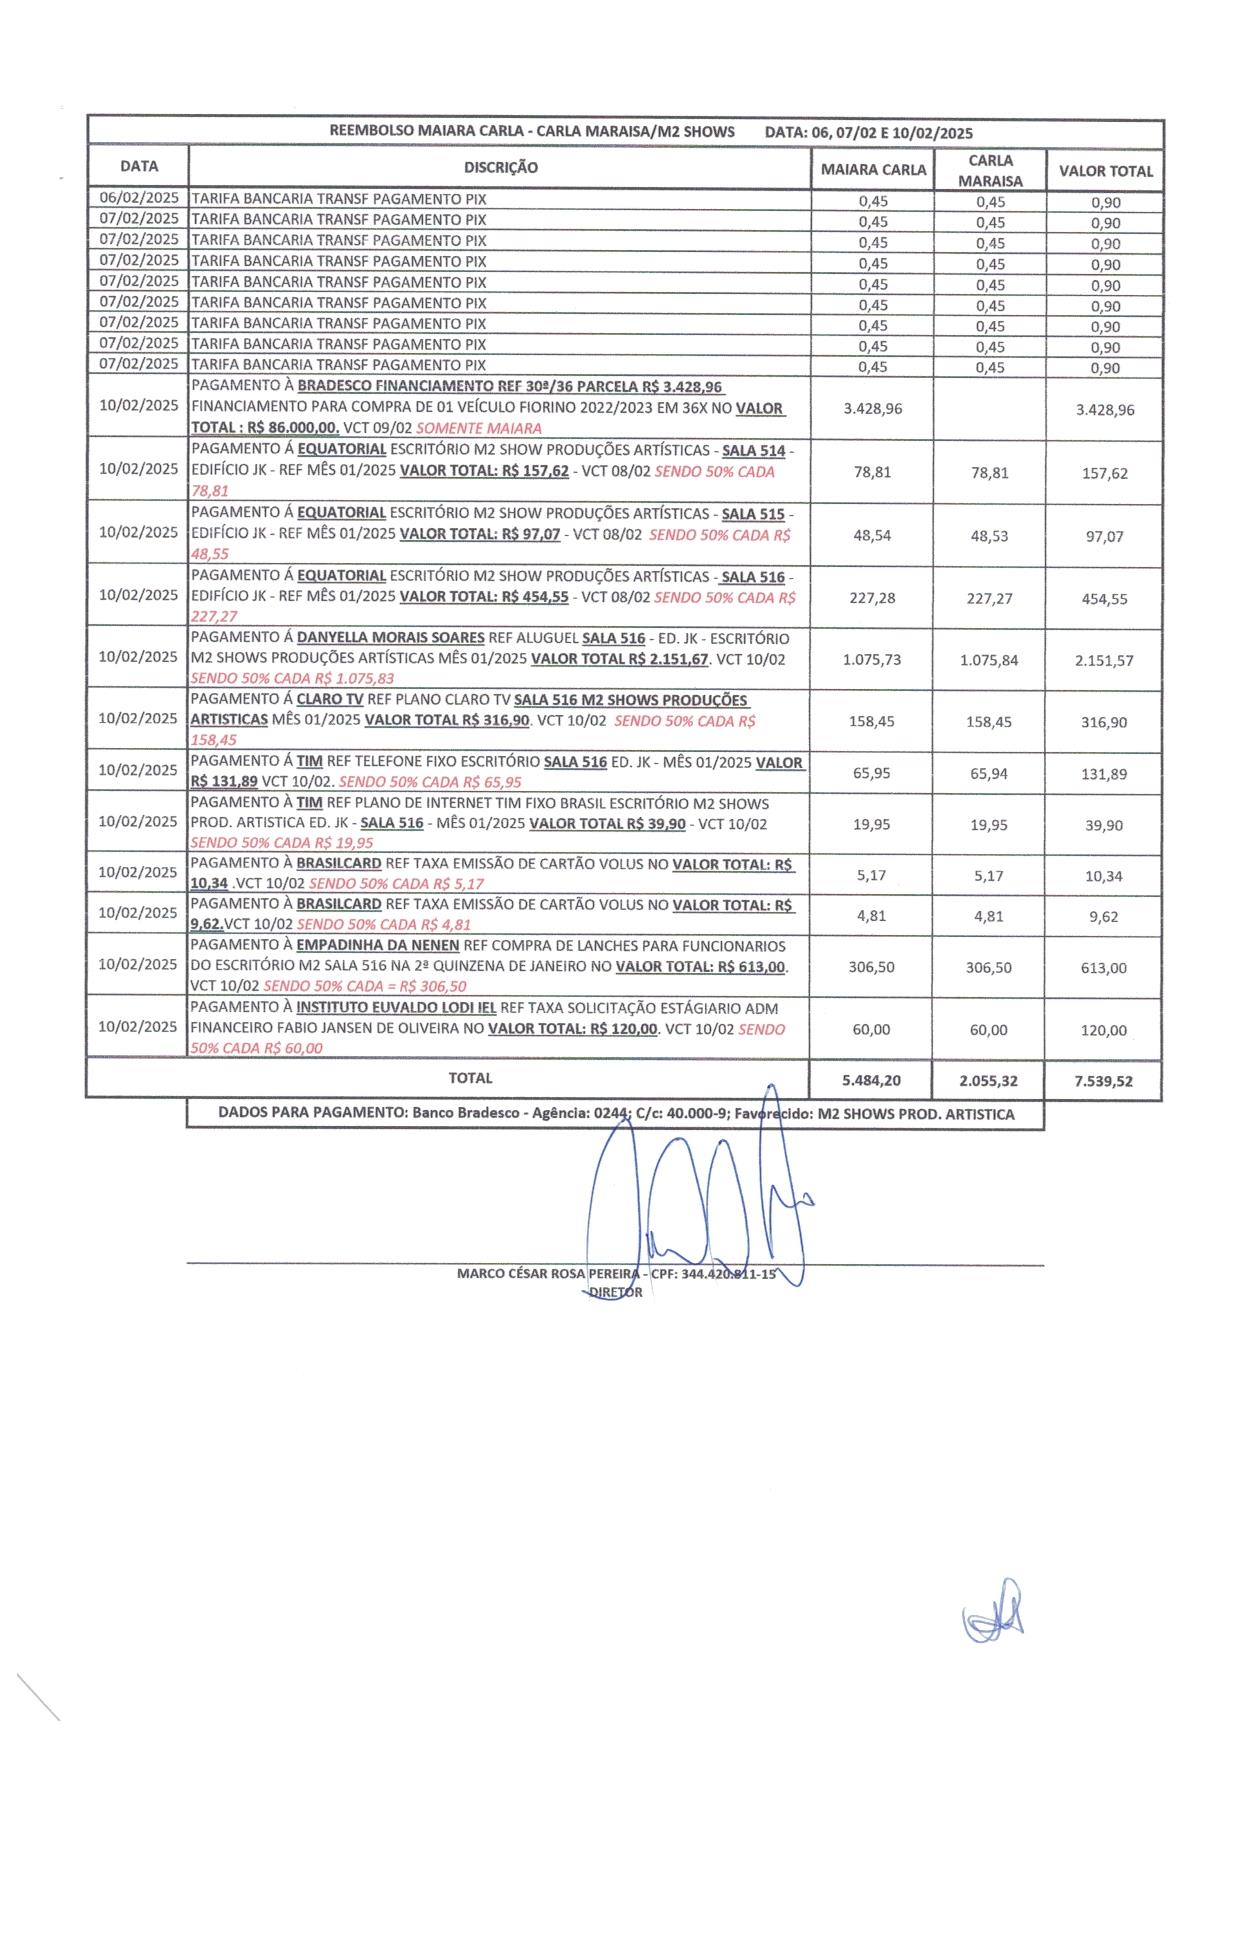 REEMBOLSO MAIARA CARLA - CARLA MARAISA/M2 SHOWS DATA: 06, 07/02 E 10/02/2025
DATA DISCRIÇÃO MAIARA CARLA CARLA MARAISA VALOR TOTAL
06/02/2025 TARIFA BANCARIA TRANSF PAGAMENTO PIX 0,45 0,45 0,90
07/02/2025 TARIFA BANCARIA TRANSF PAGAMENTO PIX 0,45 0,45 0,90
07/02/2025 TARIFA BANCARIA TRANSF PAGAMENTO PIX 0,45 0,45 0,90
07/02/2025 TARIFA BANCARIA TRANSF PAGAMENTO PIX 0,45 0,45 0,90
07/02/2025 TARIFA BANCARIA TRANSF PAGAMENTO PIX 0,45 0,45 0,90
07/02/2025 TARIFA BANCARIA TRANSF PAGAMENTO PIX 0,45 0,45 0,90
07/02/2025 TARIFA BANCARIA TRANSF PAGAMENTO PIX 0,45 0,45 0,90
07/02/2025 TARIFA BANCARIA TRANSF PAGAMENTO PIX 0,45 0,45 0,90
07/02/2025 TARIFA BANCARIA TRANSF PAGAMENTO PIX 0,45 0,45 0,90
PAGAMENTO À BRADESCO FINANCIAMENTO REF 30ª/36 PARCELA R$ 3.428,96
10/02/2025 FINANCIAMENTO PARA COMPRA DE 01 VEÍCULO FIORINO 2022/2023 EM 36X NO VALOR 3.428,96 3.428,96
TOTAL : R$ 86.000,00. VCT 09/02 SOMENTE MAIARA
PAGAMENTO Á EQUATORIAL ESCRITÓRIO M2 SHOW PRODUÇÕES ARTÍSTICAS - SALA 514 -
10/02/2025 EDIFÍCIO JK - REF MÊS 01/2025 VALOR TOTAL: R$ 157,62 - VCT 08/02 SENDO 50% CADA 78,81 78,81 157,62
78,81
PAGAMENTO Á EQUATORIAL ESCRITÓRIO M2 SHOW PRODUÇÕES ARTÍSTICAS - SALA 515 -
10/02/2025 EDIFÍCIO JK - REF MÊS 01/2025 VALOR TOTAL: R$ 97,07 - VCT 08/02 SENDO 50% CADA R$ 48,54 48,53 97,07
48,55
PAGAMENTO Á EQUATORIAL ESCRITÓRIO M2 SHOW PRODUÇÕES ARTÍSTICAS - SALA 516 -
10/02/2025 EDIFÍCIO JK - REF MÊS 01/2025 VALOR TOTAL: R$ 454,55 - VCT 08/02 SENDO 50% CADA R$ 227,28 227,27 454,55
227,27
PAGAMENTO Á DANYELLA MORAIS SOARES REF ALUGUEL SALA 516 - ED. JK - ESCRITÓRIO
10/02/2025 M2 SHOWS PRODUÇÕES ARTÍSTICAS MÊS 01/2025 VALOR TOTAL R$ 2.151,67. VCT 10/02 1.075,73 1.075,84 2.151,57
SENDO 50% CADA R$ 1.075,83
PAGAMENTO Á CLARO TV REF PLANO CLARO TV SALA 516 M2 SHOWS PRODUÇÕES
10/02/2025 ARTISTICAS MÊS 01/2025 VALOR TOTAL R$ 316,90. VCT 10/02 SENDO 50% CADA R$ 158,45 158,45 316,90
158,45
PAGAMENTO Á TIM REF TELEFONE FIXO ESCRITÓRIO SALA 516 ED. JK - MÊS 01/2025 VALOR
10/02/2025 R$ 131,89 VCT 10/02. SENDO 50% CADA R$ 65,95 65,95 65,94 131,89
PAGAMENTO À TIM REF PLANO DE INTERNET TIM FIXO BRASIL ESCRITÓRIO M2 SHOWS
10/02/2025 PROD. ARTISTICA ED. JK - SALA 516 - MÊS 01/2025 VALOR TOTAL R$ 39,90 - VCT 10/02 19,95 19,95 39,90
SENDO 50% CADA R$ 19,95
PAGAMENTO À BRASILCARD REF TAXA EMISSÃO DE CARTÃO VOLUS NO VALOR TOTAL: R$
10/02/2025 10,34 .VCT 10/02 SENDO 50% CADA R$ 5,17 5,17 5,17 10,34
PAGAMENTO À BRASILCARD REF TAXA EMISSÃO DE CARTÃO VOLUS NO VALOR TOTAL: R$
10/02/2025 9,62.VCT 10/02 SENDO 50% CADA R$ 4,81 4,81 4,81 9,62
PAGAMENTO À EMPADINHA DA NENEN REF COMPRA DE LANCHES PARA FUNCIONARIOS
10/02/2025 DO ESCRITÓRIO M2 SALA 516 NA 2ª QUINZENA DE JANEIRO NO VALOR TOTAL: R$ 613,00. 306,50 306,50 613,00
VCT 10/02 SENDO 50% CADA = R$ 306,50
PAGAMENTO À INSTITUTO EUVALDO LODI IEL REF TAXA SOLICITAÇÃO ESTÁGIARIO ADM
10/02/2025 FINANCEIRO FABIO JANSEN DE OLIVEIRA NO VALOR TOTAL: R$ 120,00. VCT 10/02 SENDO 60,00 60,00 120,00
50% CADA R$ 60,00
TOTAL 5.484,20 2.055,32 7.539,52
DADOS PARA PAGAMENTO: Banco Bradesco - Agência: 0244; C/c: 40.000-9; Favorecido: M2 SHOWS PROD. ARTISTICA
MARCO CÉSAR ROSA PEREIRA - CPF: 344.420.811-15
DIRETOR